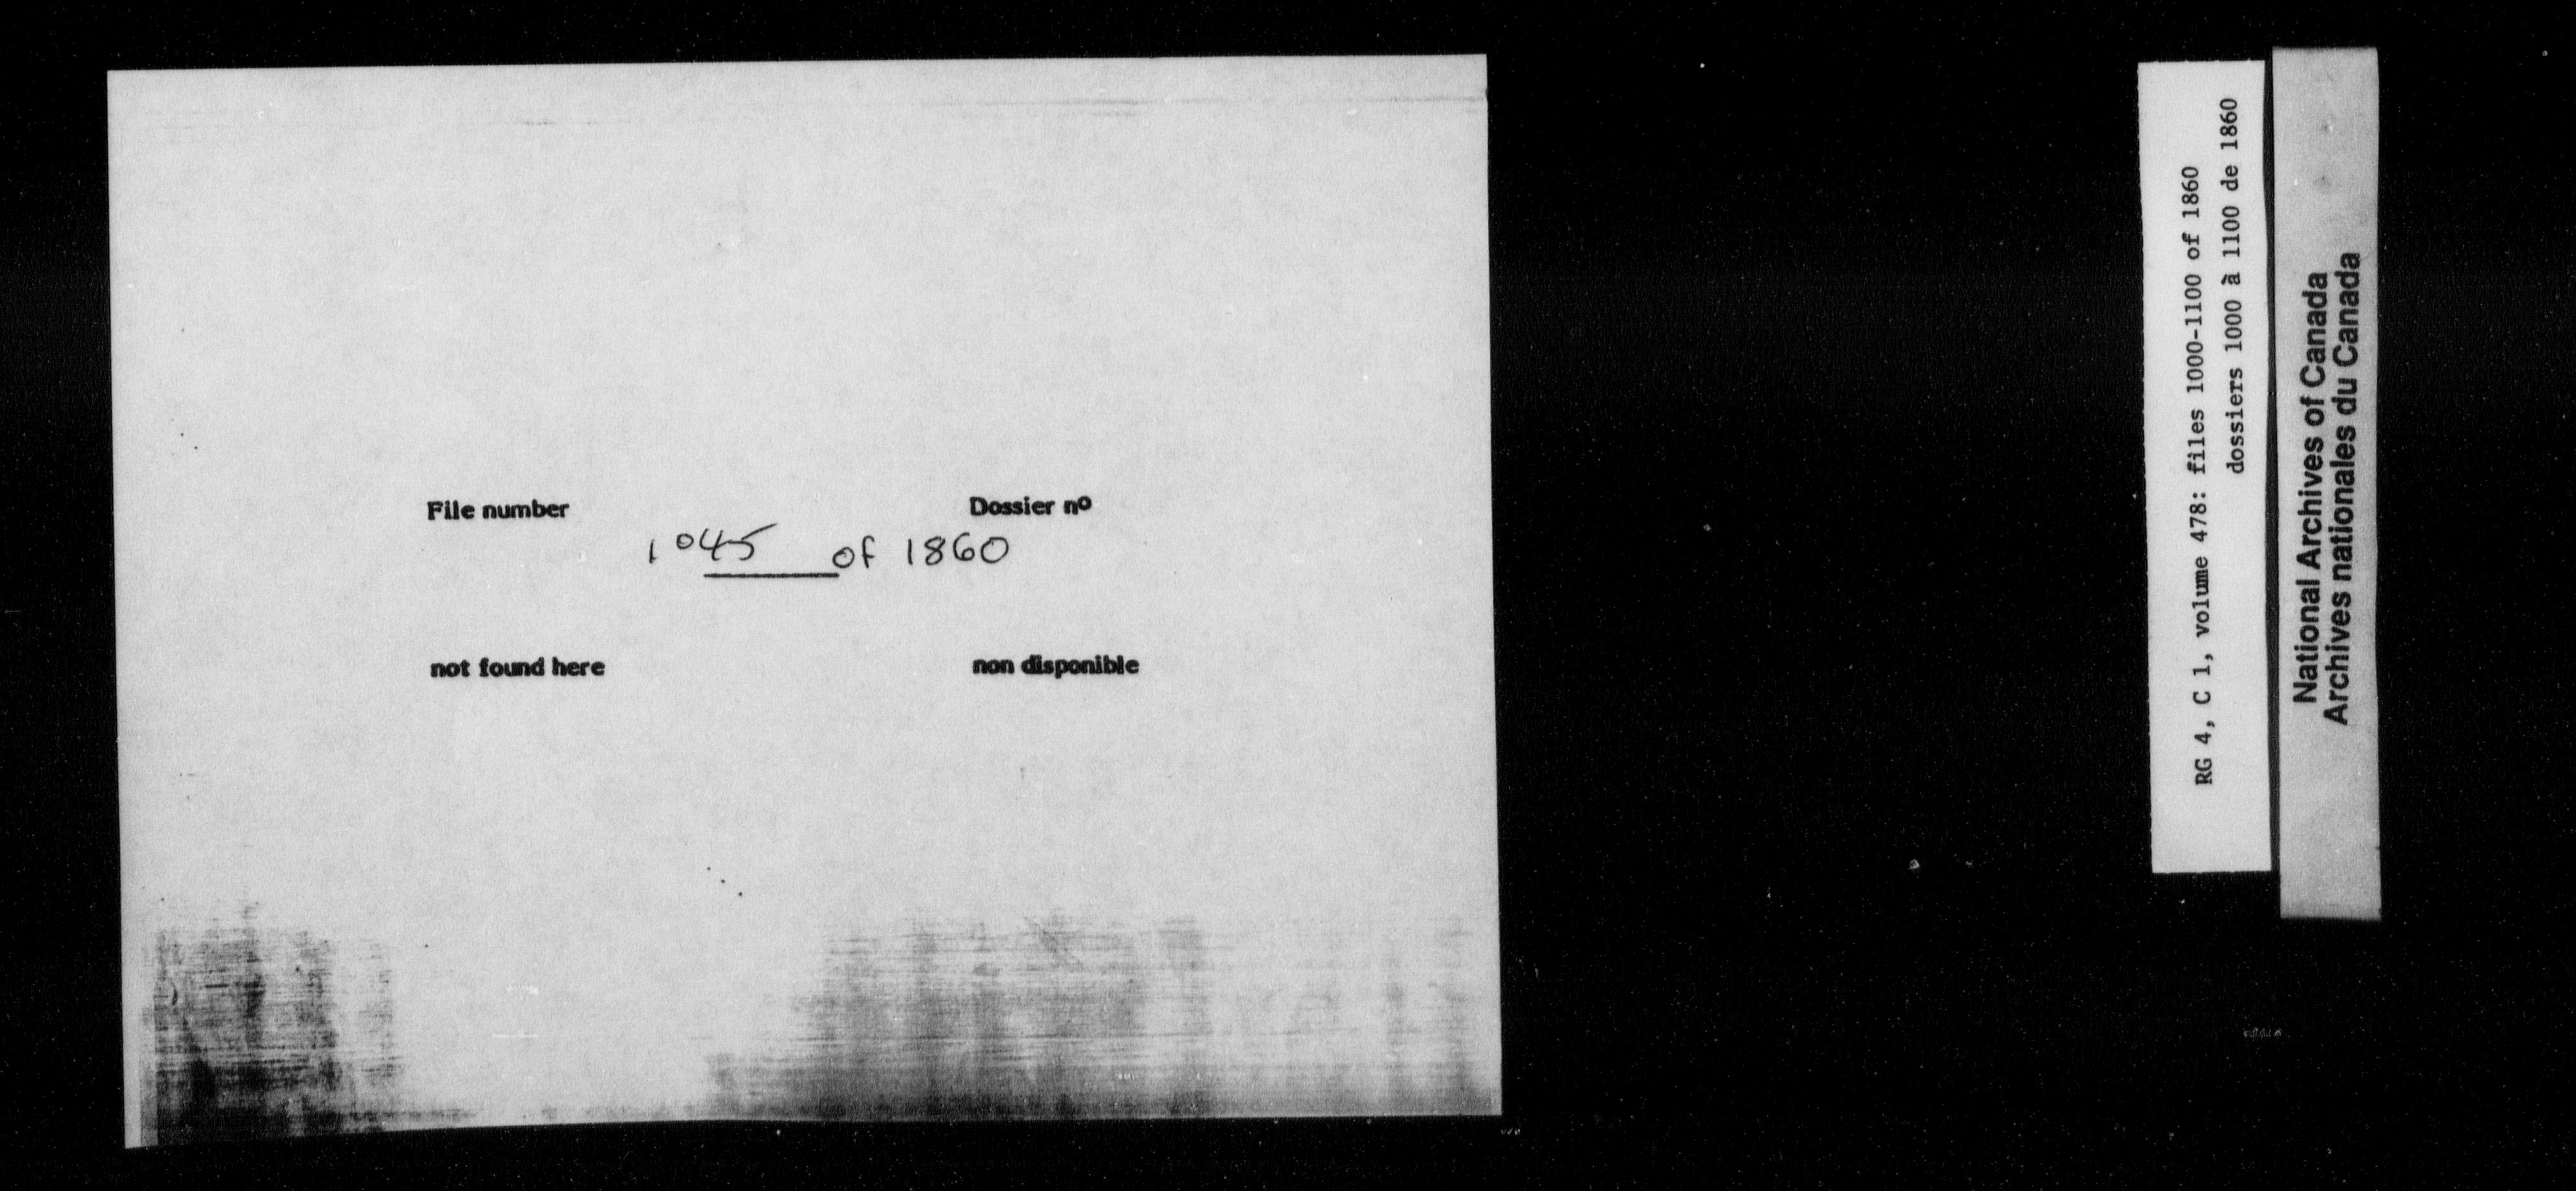 File number Dossier nº
1045 of 1860
not found here non disponible
RG 4, C 1, volume 478: files 1000-1100 of 1860
dossiers 1000 à 1100 de 1860
National Archives of Canada
Archives nationales du Canada